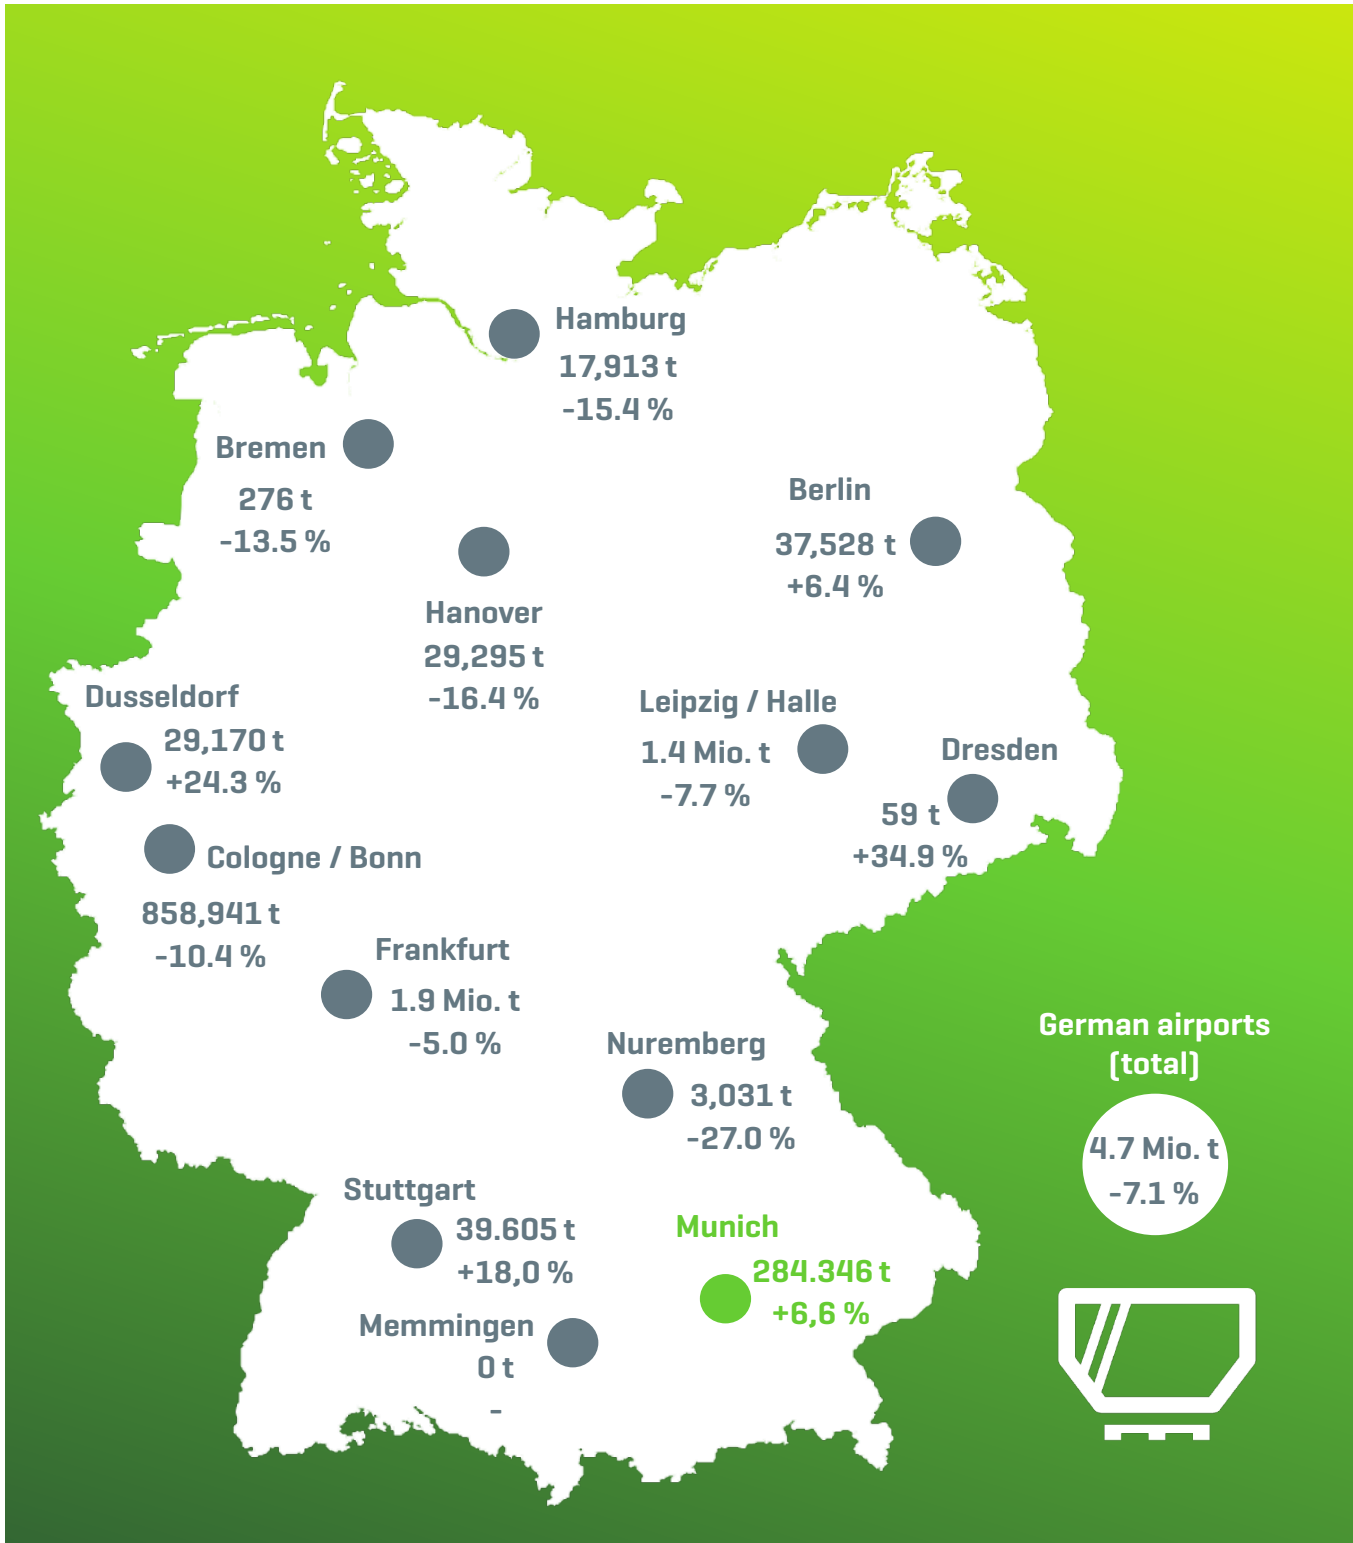 Hamburg
17,913 t
-15.4 %
Bremen
276 t
-13.5 %
Berlin
37,528 t
+6.4 %
Hanover
29,295 t
-16.4 %
Dusseldorf
29,170 t
+24.3 %
Leipzig / Halle
1.4 Mio. t
-7.7 %
Dresden
59 t
+34.9 %
Cologne / Bonn
858,941 t
-10.4 %
Frankfurt
1.9 Mio. t
-5.0 %
Nuremberg
3,031 t
-27.0 %
German airports
(total)
4.7 Mio. t
-7.1 %
Stuttgart
39.605 t
+18,0 %
Munich
284.346 t
+6,6 %
Memmingen
0 t
-